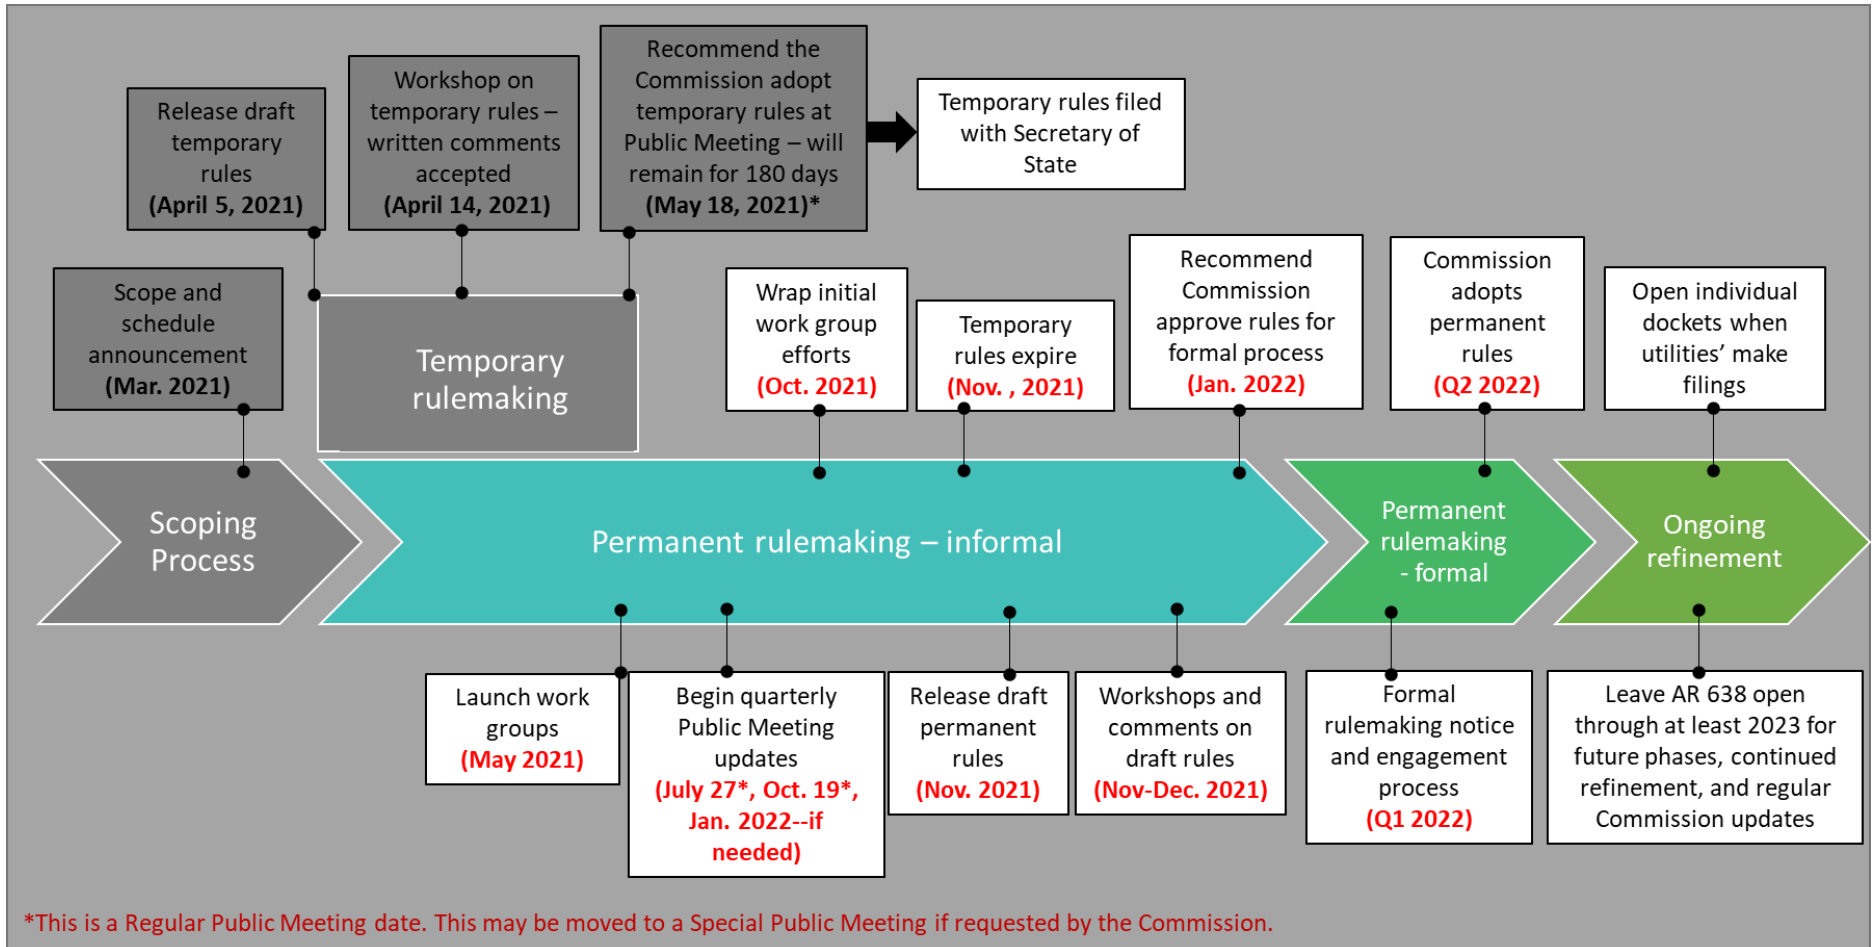 Release draft
temporary
rules
(April 5, 2021)
Workshop on
temporary rules –
written comments
accepted
(April 14, 2021)
Recommend the
Commission adopt
temporary rules at
Public Meeting – will
remain for 180 days
(May 18, 2021)*
Temporary rules filed
with Secretary of
State
Scope and
schedule
announcement
(Mar. 2021)
Temporary
rulemaking
Wrap initial
work group
efforts
(Oct. 2021)
Temporary
rules expire
(Nov. , 2021)
Recommend
Commission
approve rules for
formal process
(Jan. 2022)
Commission
adopts
permanent
rules
(Q2 2022)
Open individual
dockets when
utilities’ make
filings
Scoping
Process
Permanent rulemaking – informal
Permanent
rulemaking
- formal
Ongoing
refinement
Launch work
groups
(May 2021)
Begin quarterly
Public Meeting
updates
(July 27*, Oct. 19*,
Jan. 2022--if
needed)
Release draft
permanent
rules
(Nov. 2021)
Workshops and
comments on
draft rules
(Nov-Dec. 2021)
Formal
rulemaking notice
and engagement
process
(Q1 2022)
Leave AR 638 open
through at least 2023 for
future phases, continued
refinement, and regular
Commission updates
*This is a Regular Public Meeting date. This may be moved to a Special Public Meeting if requested by the Commission.